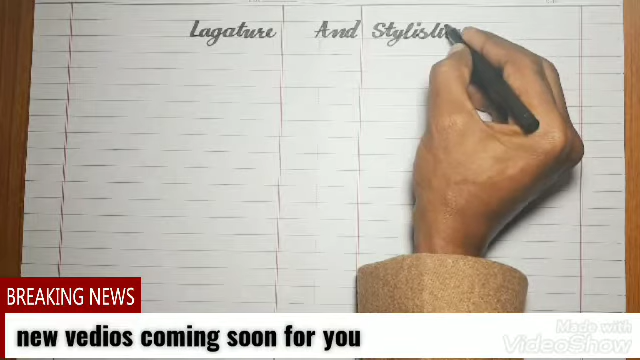 Lagature And
BREAKING NEWS
new vedios coming soon for you
Made with
VideoShow